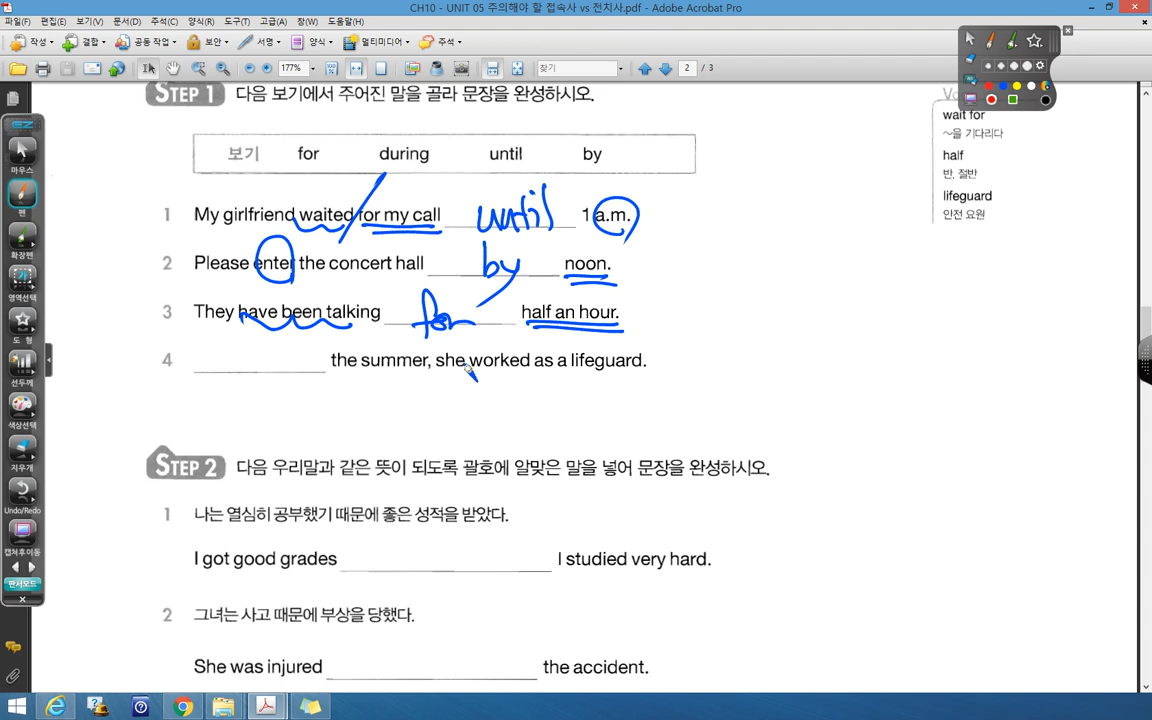 CH10 - UNIT 05 주의해야 할 접속사 vs 전치사.pdf - Adobe Acrobat Pro
파일(F) 편집(E) 보기(V) 문서(D) 주석(C) 양식(R) 도구(T) 고급(A) 창(W) 도움말(H)
작성 결합 공동 작업 보안 서명 양식 멀티미디어 주석
177% 찾기 2 / 3
STEP 1 다음 보기에서 주어진 말을 골라 문장을 완성하시오.
보기 for during until by
1 My girlfriend waited for my call until 1 a.m.
2 Please enter the concert hall by noon.
3 They have been talking for half an hour.
4 the summer, she worked as a lifeguard.
STEP 2 다음 우리말과 같은 뜻이 되도록 괄호에 알맞은 말을 넣어 문장을 완성하시오.
1 나는 열심히 공부했기 때문에 좋은 성적을 받았다.
I got good grades I studied very hard.
2 그녀는 사고 때문에 부상을 당했다.
She was injured the accident.
wait for
~을 기다리다
half
반, 절반
lifeguard
안전 요원
EZ
마우스
펜
확장펜
영역선택
도 형
선두께
색상선택
지우개
Undo/Redo
캡쳐후이동
판서모드